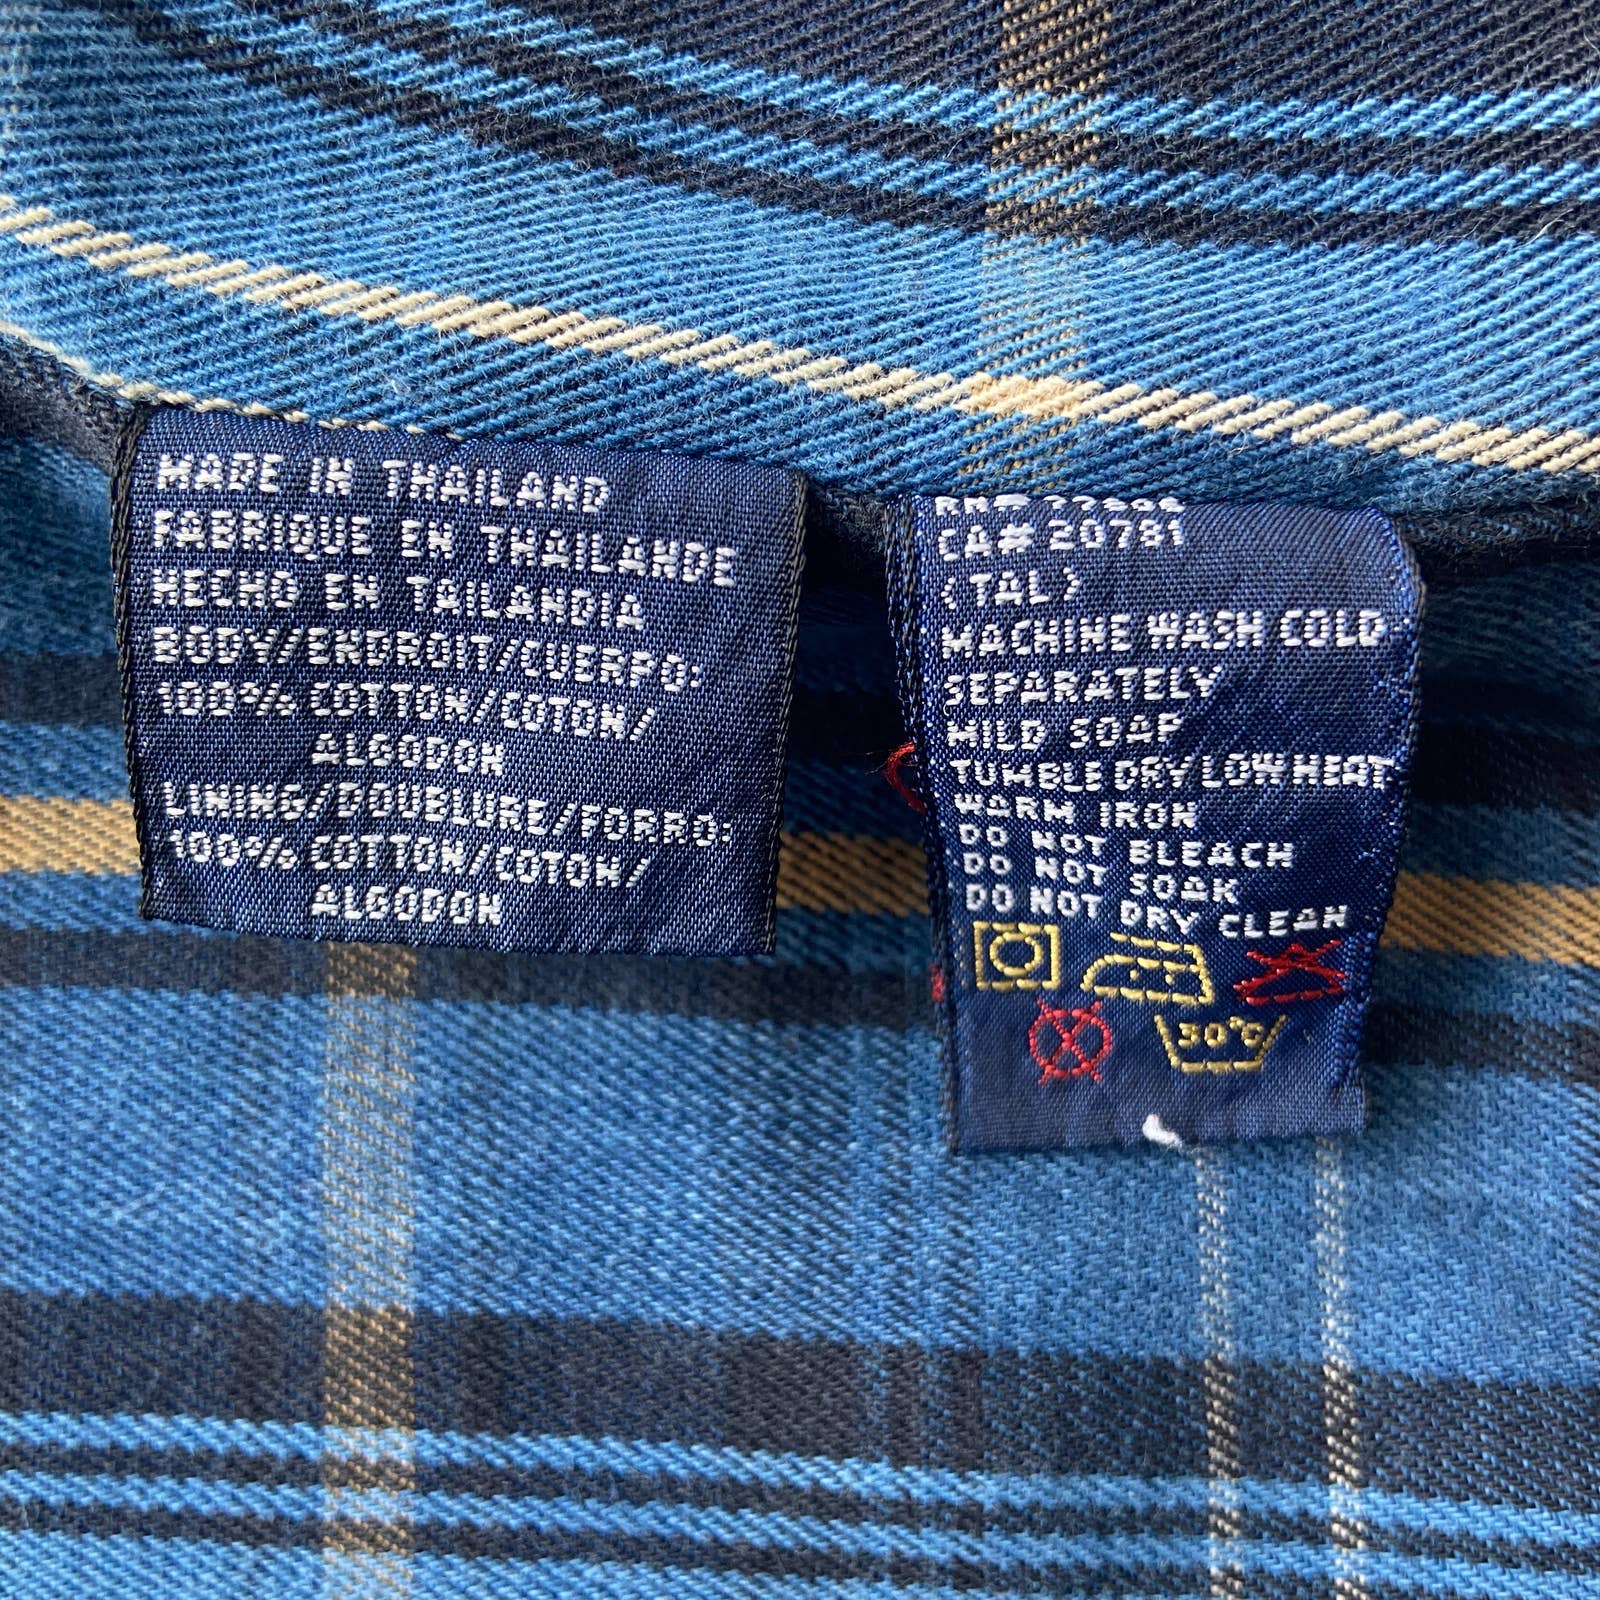 MADE IN THAILAND
FABRIQUE EN THAILANDE
HECHO EN TAILANDIA
BODY/ENDROIT/CUERPO:
100% COTTON/COTON/
ALGODON
LINING/DOUBLURE/FORRO:
100% COTTON/COTON/
ALGODON
CA# 20781
(TAL)
MACHINE WASH COLD
SEPARATELY
MILD SOAP
TUMBLE DRY LOW HEAT
WARM IRON
DO NOT BLEACH
DO NOT SOAK
DO NOT DRY CLEAN
30°C